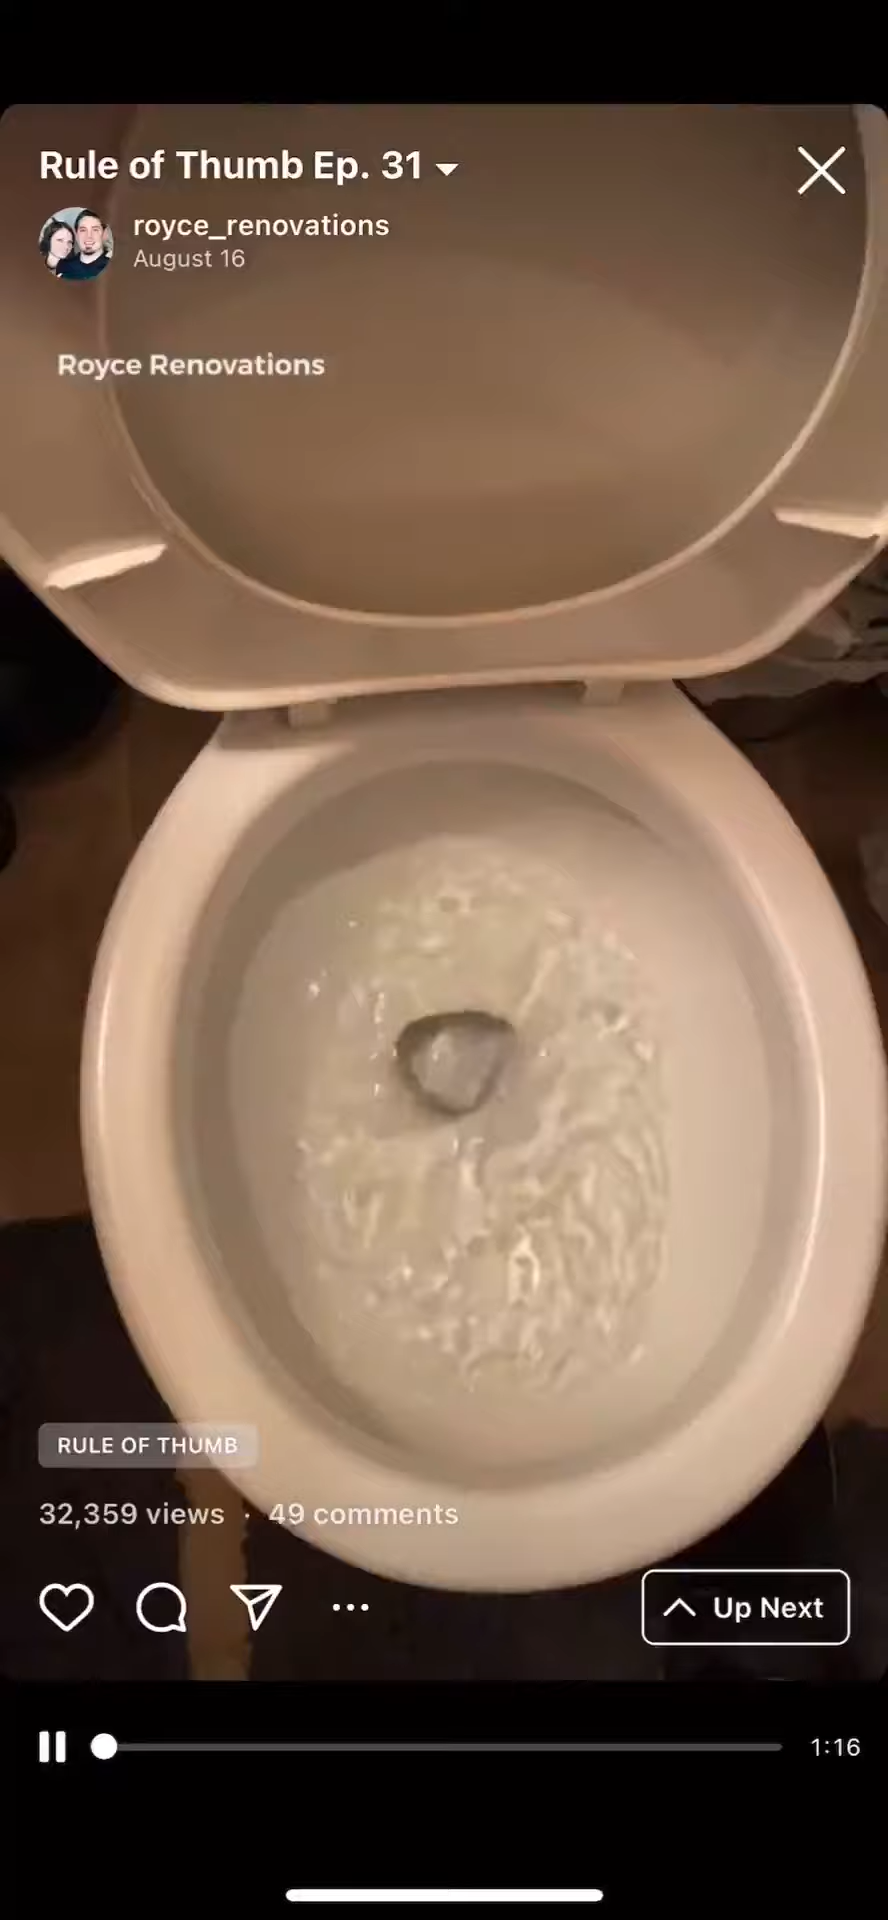 Rule of Thumb Ep. 31
royce_renovations
August 16
Royce Renovations
RULE OF THUMB
32,359 views · 49 comments
Up Next
1:16